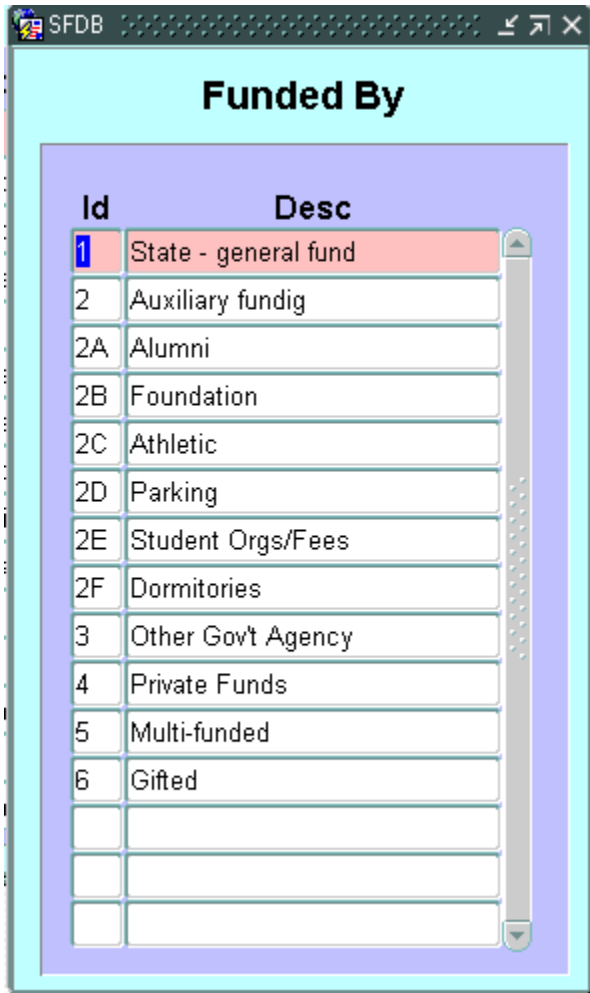 SFDB
Funded By
Id Desc
1 State - general fund
2 Auxiliary fundig
2A Alumni
2B Foundation
2C Athletic
2D Parking
2E Student Orgs/Fees
2F Dormitories
3 Other Gov't Agency
4 Private Funds
5 Multi-funded
6 Gifted